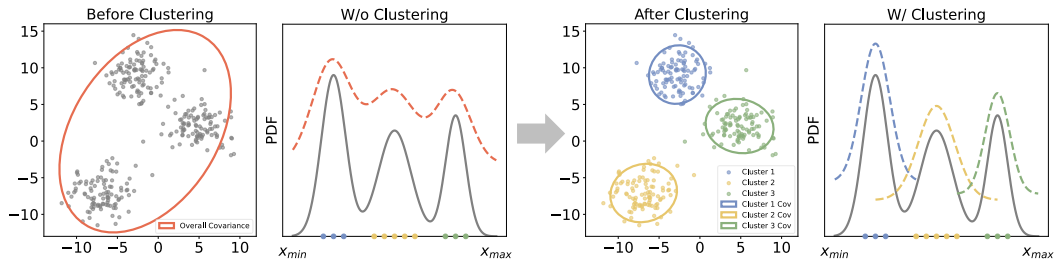 Before Clustering
15
10
5
0
−5
−10
−10
−5
0
5
10
Overall Covariance
W/o Clustering
PDF
x_min
x_max
After Clustering
15
10
5
0
−5
−10
−10
−5
0
5
10
Cluster 1
Cluster 2
Cluster 3
Cluster 1 Cov
Cluster 2 Cov
Cluster 3 Cov
W/ Clustering
PDF
x_min
x_max